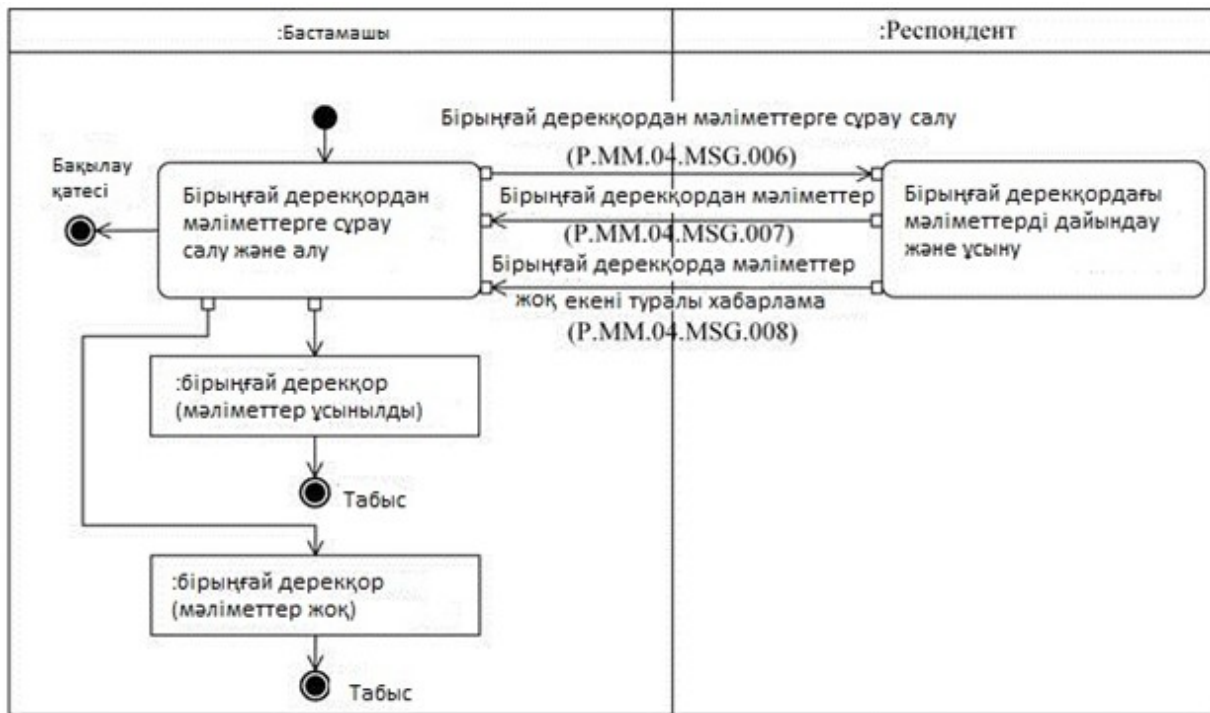 :Бастамашы
:Респондент
Бірыңғай дерекқордан мәліметтерге сұрау салу
(P.MM.04.MSG.006)
Бақылау
қатесі
Бірыңғай дерекқордан
мәліметтерге сұрау
салу және алу
Бірыңғай дерекқордан мәліметтер
(P.MM.04.MSG.007)
Бірыңғай дерекқорда мәліметтер
жоқ екені туралы хабарлама
(P.MM.04.MSG.008)
Бірыңғай дерекқордағы
мәліметтерді дайындау
және ұсыну
:бірыңғай дерекқор
(мәліметтер ұсынылды)
Табыс
:бірыңғай дерекқор
(мәліметтер жоқ)
Табыс